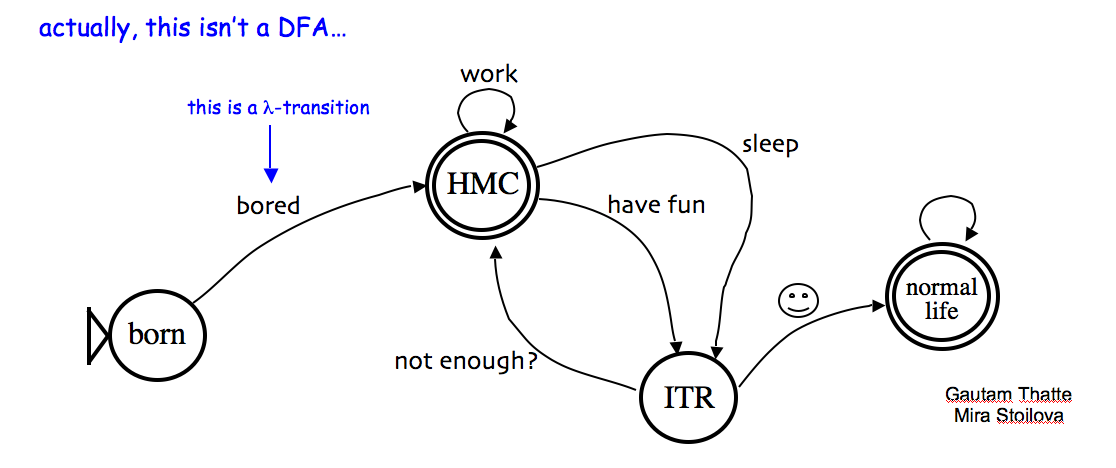 actually, this isn't a DFA...
work
this is a λ-transition
sleep
HMC
bored
have fun
normal
life
born
not enough?
ITR
Gautam Thatte
Mira Stoilova